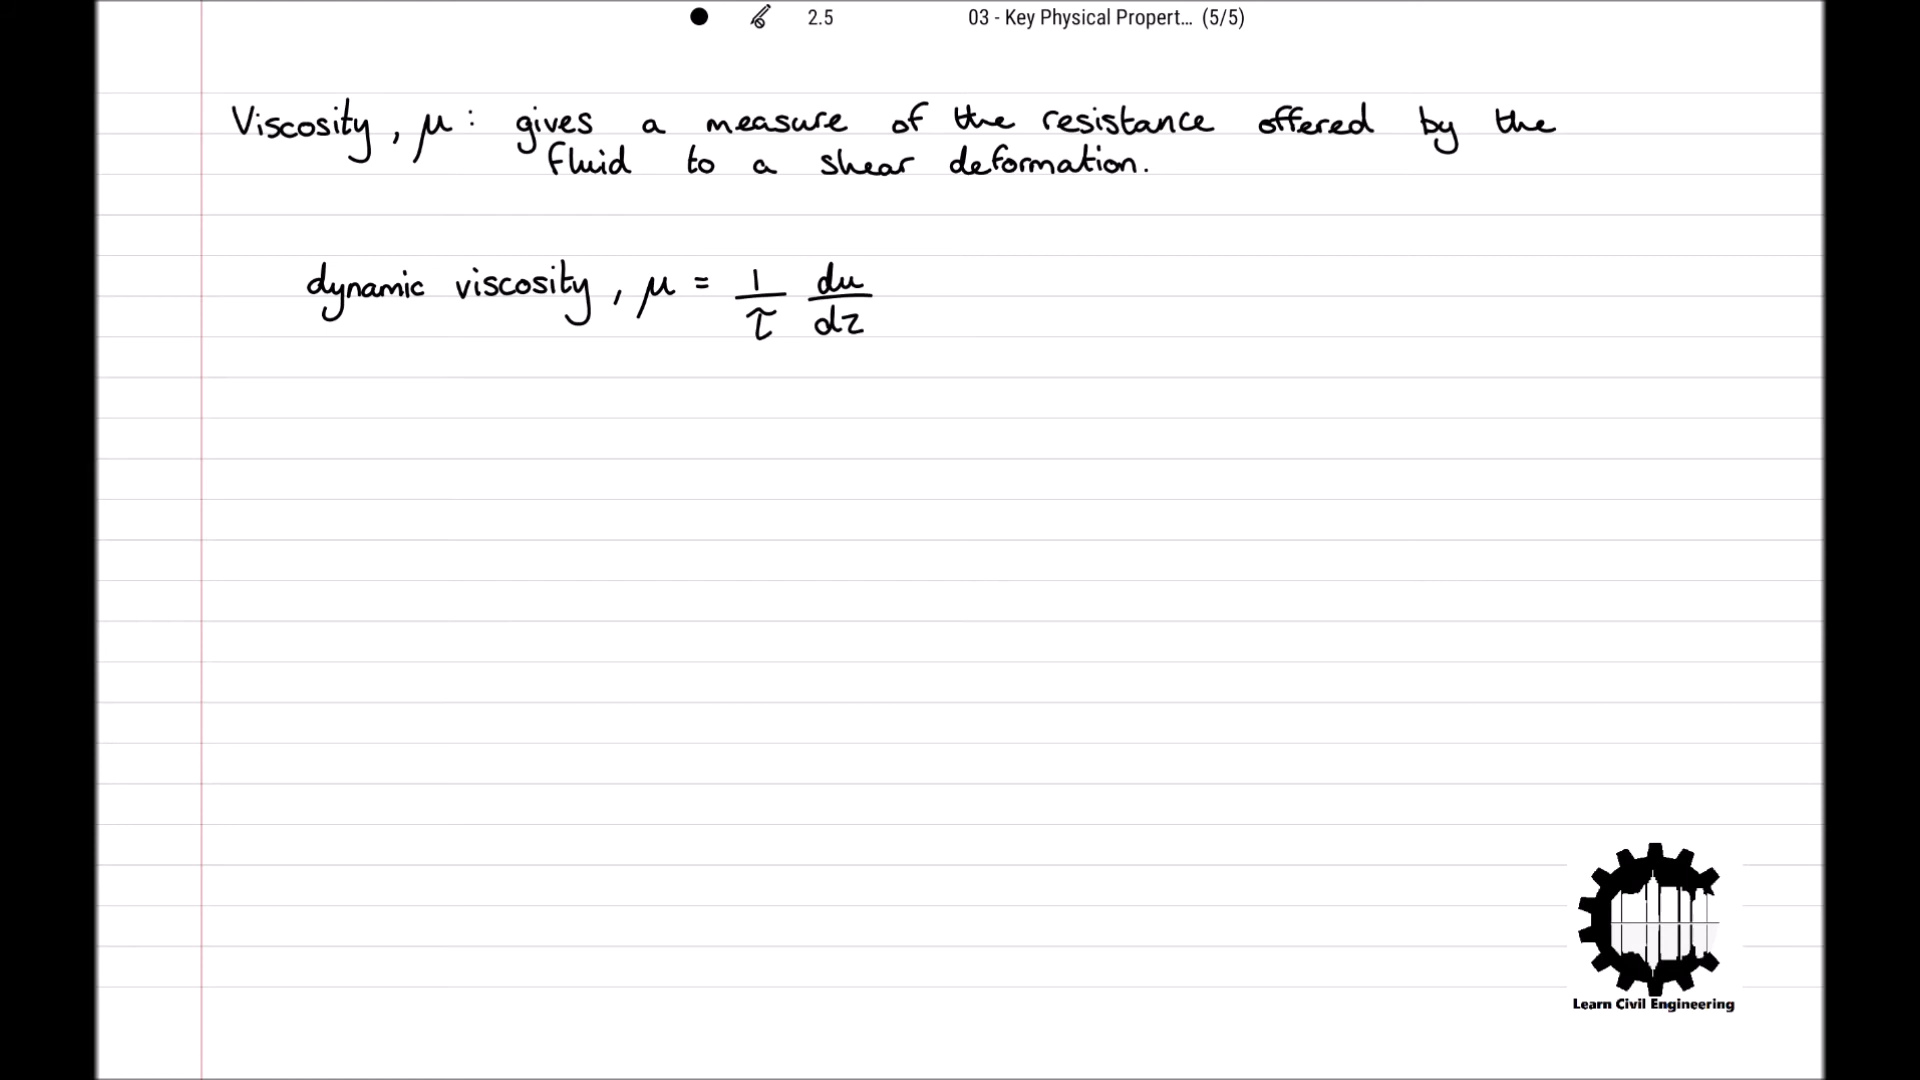 2.5 03 - Key Physical Propert... (5/5)
Viscosity, μ: gives a measure of the resistance offered by the
fluid to a shear deformation.
dynamic viscosity, μ = 1/τ du/dz
Learn Civil Engineering